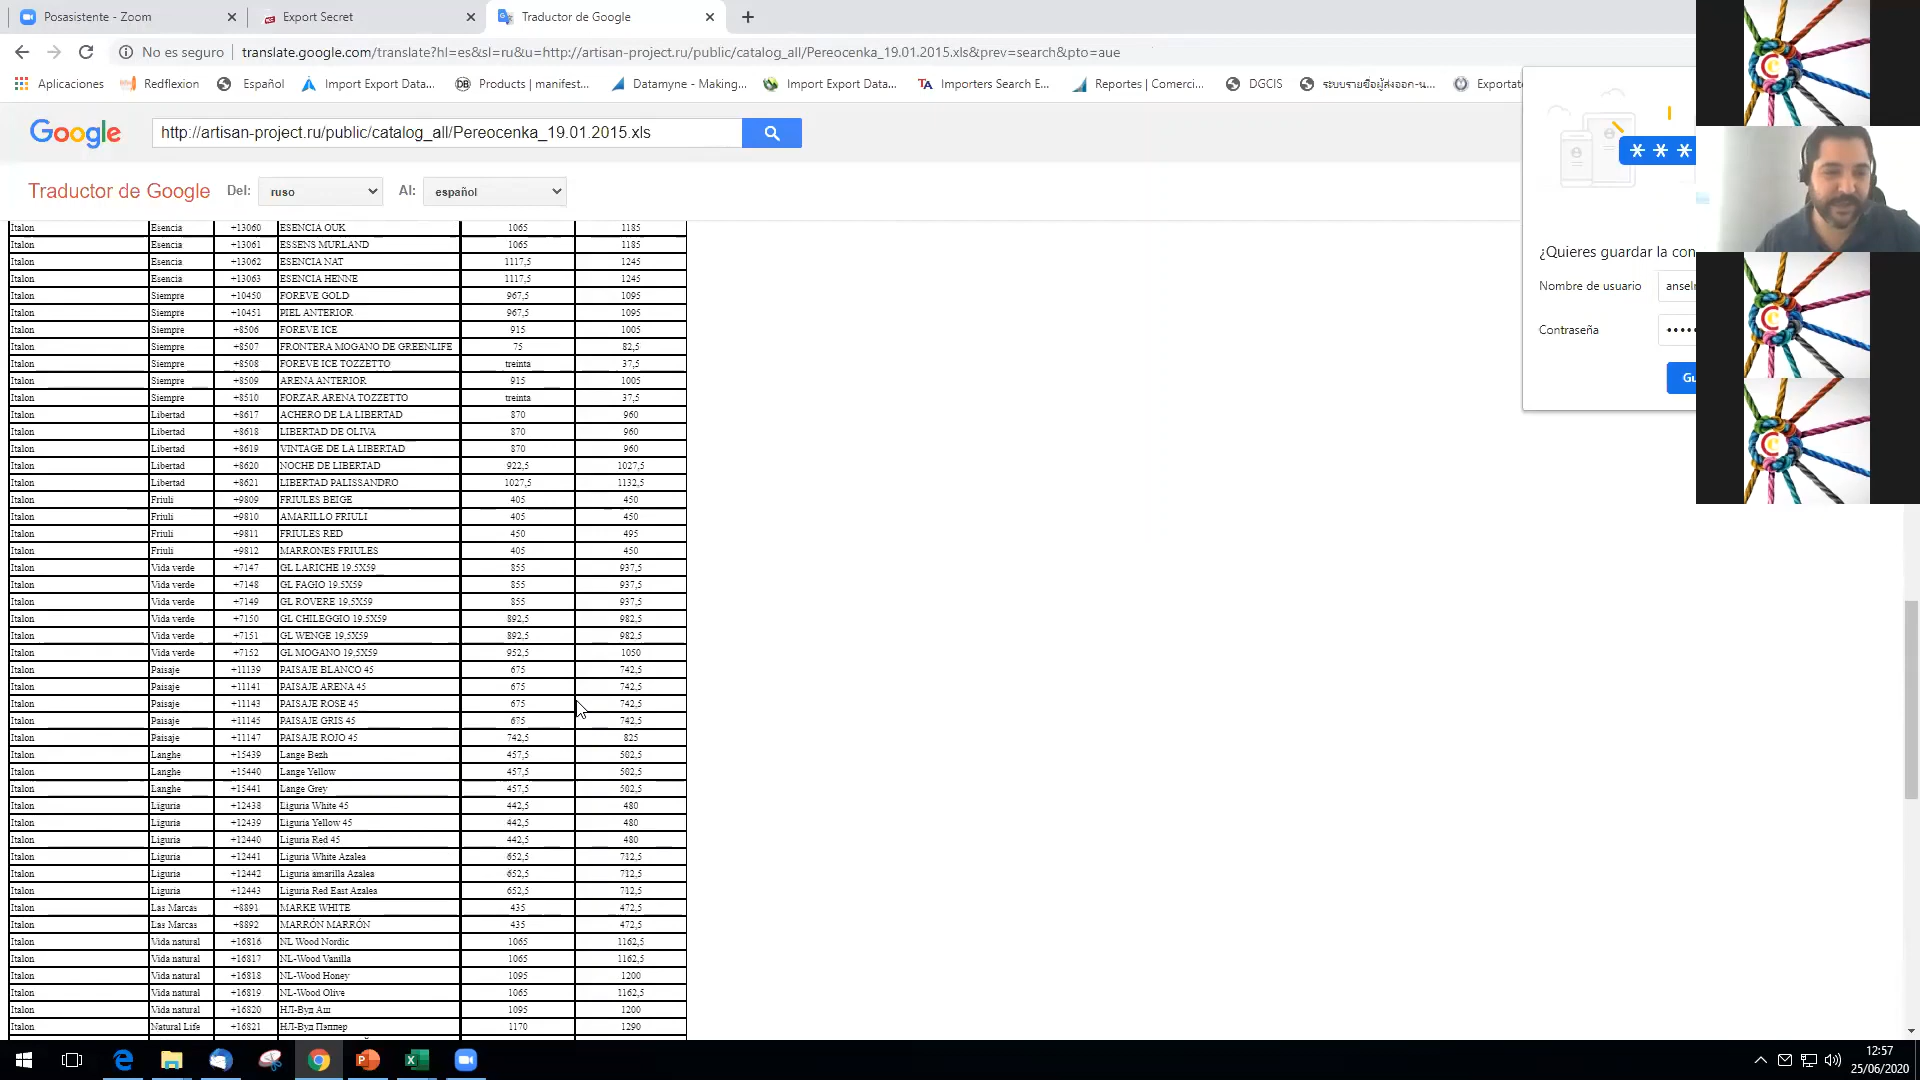 Posasistente - Zoom
Export Secret
Traductor de Google
No es seguro
translate.google.com/translate?hl=es&sl=ru&u=http://artisan-project.ru/public/catalog_all/Pereocenka_19.01.2015.xls&prev=search&pto=aue
Aplicaciones
Redflexion
Español
Import Export Data...
Products | manifest...
Datamyne - Making...
Import Export Data...
Importers Search E...
Reportes | Comerci...
DGCIS
ระบบรายชื่อผู้ส่งออก-น...
Exportat
Google
http://artisan-project.ru/public/catalog_all/Pereocenka_19.01.2015.xls
Traductor de Google Del: ruso Al: español
¿Quieres guardar la con
Nombre de usuario anseln
Contraseña
Gu
Italon Esencia +13060 ESENCIA OUK 1065 1185
Italon Esencia +13061 ESSENS MURLAND 1065 1185
Italon Esencia +13062 ESENCIA NAT 1117,5 1245
Italon Esencia +13063 ESENCIA HENNE 1117,5 1245
Italon Siempre +10450 FOREVE GOLD 967,5 1095
Italon Siempre +10451 PIEL ANTERIOR 967,5 1095
Italon Siempre +8506 FOREVE ICE 915 1005
Italon Siempre +8507 FRONTERA MOGANO DE GREENLIFE 75 82,5
Italon Siempre +8508 FOREVE ICE TOZZETTO treinta 37,5
Italon Siempre +8509 ARENA ANTERIOR 915 1005
Italon Siempre +8510 FORZAR ARENA TOZZETTO treinta 37,5
Italon Libertad +8617 ACHERO DE LA LIBERTAD 870 960
Italon Libertad +8618 LIBERTAD DE OLIVA 870 960
Italon Libertad +8619 VINTAGE DE LA LIBERTAD 870 960
Italon Libertad +8620 NOCHE DE LIBERTAD 922,5 1027,5
Italon Libertad +8621 LIBERTAD PALISSANDRO 1027,5 1132,5
Italon Friuli +9809 FRIULES BEIGE 405 450
Italon Friuli +9810 AMARILLO FRIULI 405 450
Italon Friuli +9811 FRIULES RED 450 495
Italon Friuli +9812 MARRONES FRIULES 405 450
Italon Vida verde +7147 GL LARICHE 19.5X59 855 937,5
Italon Vida verde +7148 GL FAGIO 19.5X59 855 937,5
Italon Vida verde +7149 GL ROVERE 19,5X59 855 937,5
Italon Vida verde +7150 GL CHILEGGIO 19.5X59 892,5 982,5
Italon Vida verde +7151 GL WENGE 19,5X59 892,5 982,5
Italon Vida verde +7152 GL MOGANO 19,5X59 952,5 1050
Italon Paisaje +11139 PAISAJE BLANCO 45 675 742,5
Italon Paisaje +11141 PAISAJE ARENA 45 675 742,5
Italon Paisaje +11143 PAISAJE ROSE 45 675 742,5
Italon Paisaje +11145 PAISAJE GRIS 45 675 742,5
Italon Paisaje +11147 PAISAJE ROJO 45 742,5 825
Italon Langhe +15439 Lange Bezh 457,5 502,5
Italon Langhe +15440 Lange Yellow 457,5 502,5
Italon Langhe +15441 Lange Grey 457,5 502,5
Italon Liguria +12438 Liguria White 45 442,5 480
Italon Liguria +12439 Liguria Yellow 45 442,5 480
Italon Liguria +12440 Liguria Red 45 442,5 480
Italon Liguria +12441 Liguria White Azalea 652,5 712,5
Italon Liguria +12442 Liguria amarilla Azalea 652,5 712,5
Italon Liguria +12443 Liguria Red East Azalea 652,5 712,5
Italon Las Marcas +8891 MARKE WHITE 435 472,5
Italon Las Marcas +8892 MARRÓN MARRÓN 435 472,5
Italon Vida natural +16816 NL Wood Nordic 1065 1162,5
Italon Vida natural +16817 NL-Wood Vanilla 1065 1162,5
Italon Vida natural +16818 NL-Wood Honey 1095 1200
Italon Vida natural +16819 NL-Wood Olive 1065 1162,5
Italon Vida natural +16820 НЛ-Вуд Аш 1095 1200
Italon Natural Life +16821 НЛ-Вуд Пэппер 1170 1290
12:57
25/06/2020